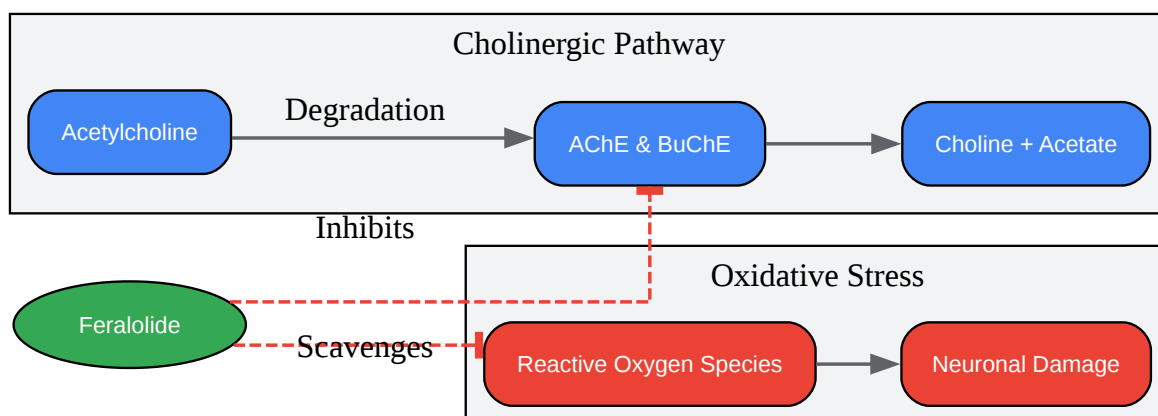 Cholinergic Pathway
Acetylcholine
Degradation
AChE & BuChE
Choline + Acetate
Inhibits
Oxidative Stress
Feralolide
Scavenges
Reactive Oxygen Species
Neuronal Damage